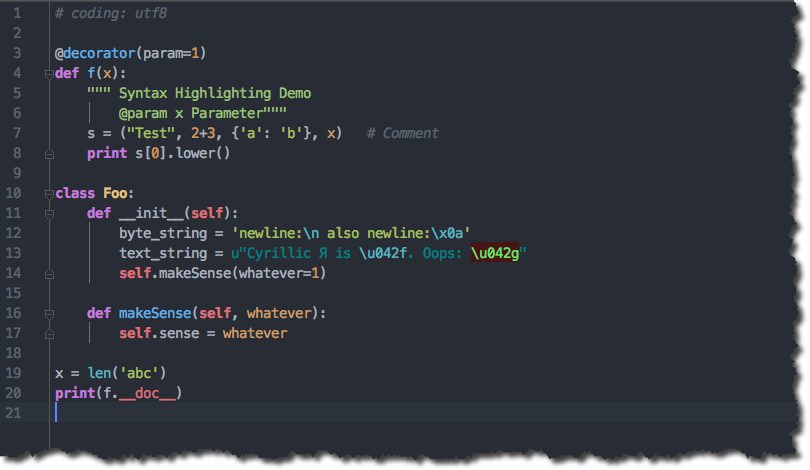 1 # coding: utf8
2
3 @decorator(param=1)
4 def f(x):
5     """ Syntax Highlighting Demo
6         @param x Parameter"""
7     s = ("Test", 2+3, {'a': 'b'}, x)   # Comment
8     print s[0].lower()
9
10 class Foo:
11     def __init__(self):
12         byte_string = 'newline:\n also newline:\x0a'
13         text_string = u"Cyrillic Я is \u042f. Oops: \u042g"
14         self.makeSense(whatever=1)
15
16     def makeSense(self, whatever):
17         self.sense = whatever
18
19 x = len('abc')
20 print(f.__doc__)
21